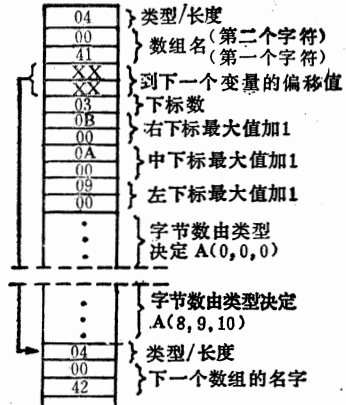 04 类型/长度
00 数组名(第二个字符)
41 (第一个字符)
XX 到下一个变量的偏移值
XX
03 下标数
0B 右下标最大值加1
00
0A 中下标最大值加1
00
09 左下标最大值加1
00
字节数由类型
决定 A(0,0,0)
字节数由类型决定
A(8,9,10)
04 类型/长度
00 下一个数组的名字
42